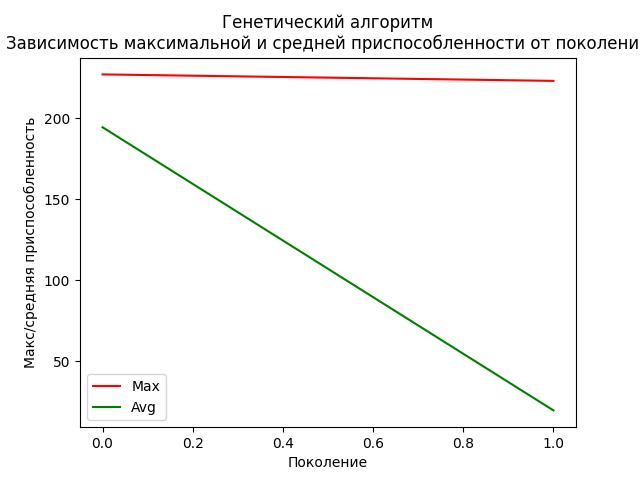 Генетический алгоритм
Зависимость максимальной и средней приспособленности от поколени
Макс/средняя приспособленность
200
150
100
50
Max
Avg
0.0 0.2 0.4 0.6 0.8 1.0
Поколение